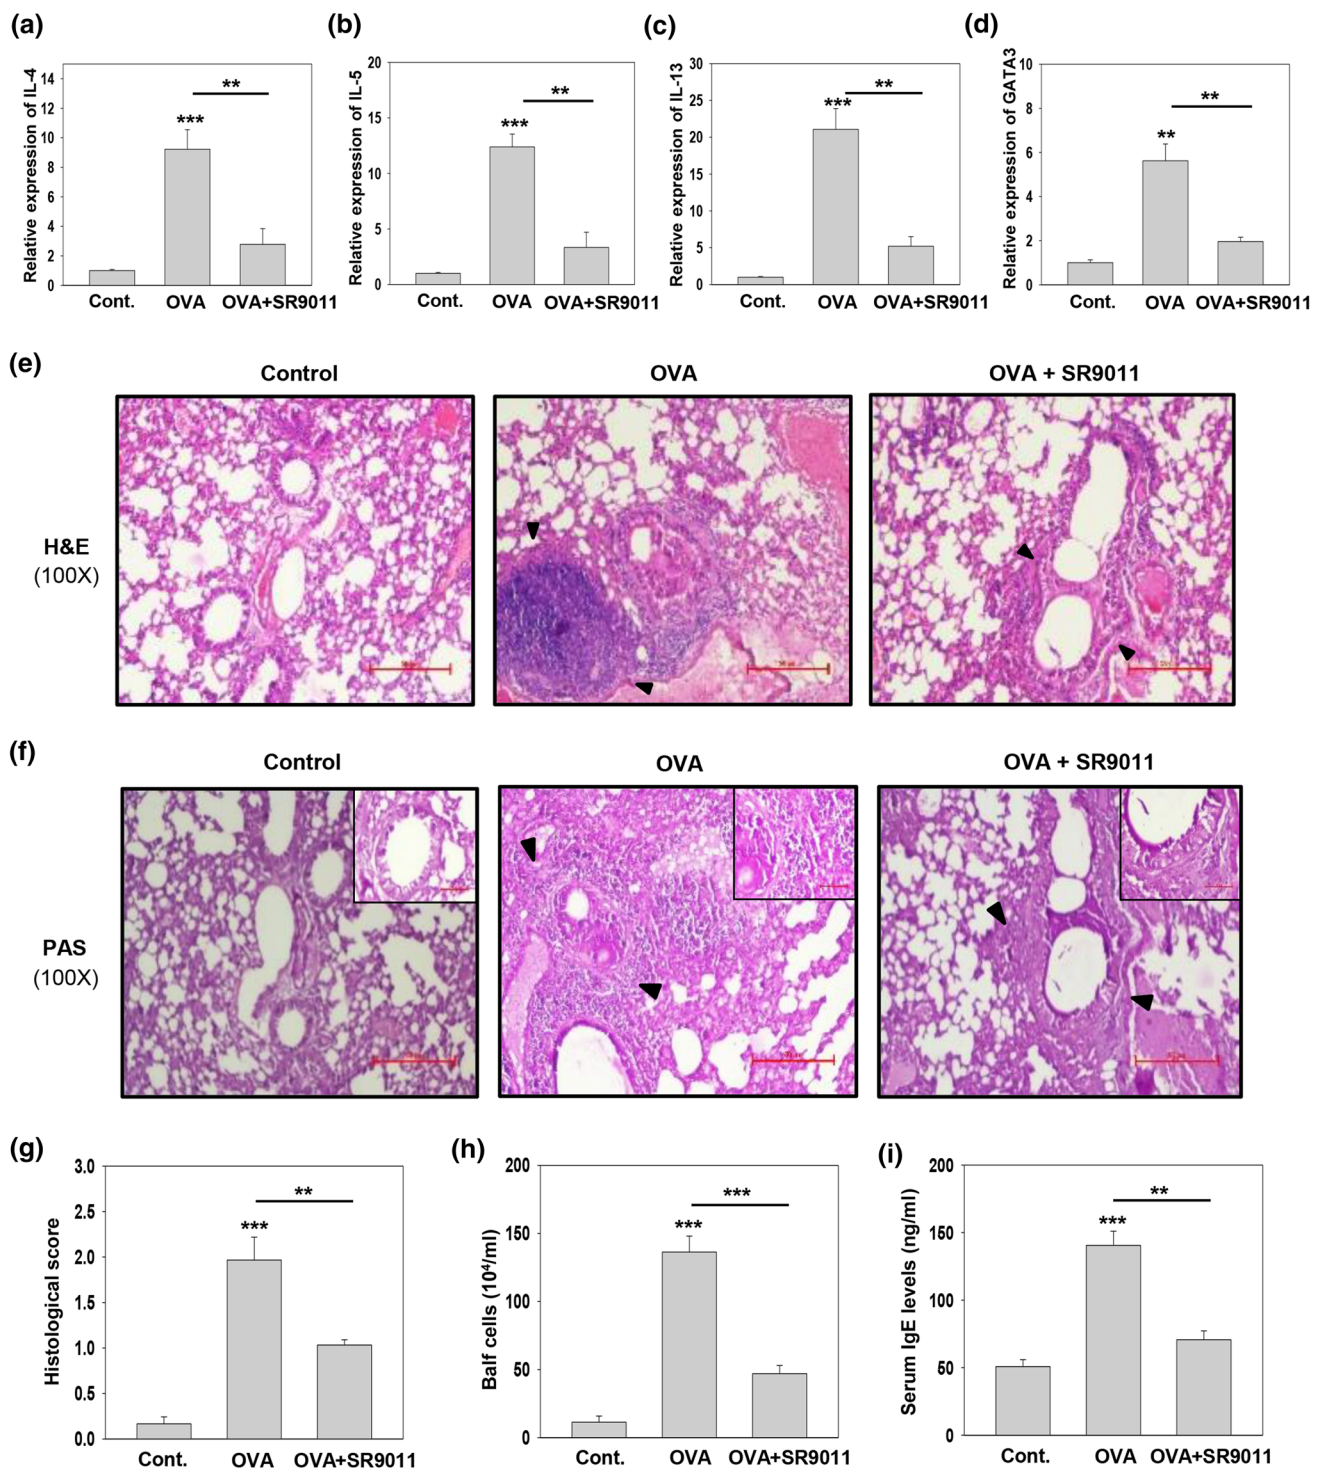 (a)
Relative expression of IL-4
14
12
10
8
6
4
2
0
***
**
Cont. OVA OVA+SR9011
(b)
Relative expression of IL-5
20
15
10
5
0
***
**
Cont. OVA OVA+SR9011
(c)
Relative expression of IL-13
30
25
20
15
10
5
0
***
**
Cont. OVA OVA+SR9011
(d)
Relative expression of GATA3
10
8
6
4
2
0
**
**
Cont. OVA OVA+SR9011
(e)
Control OVA OVA + SR9011
H&E
(100X)
(f)
Control OVA OVA + SR9011
PAS
(100X)
(g)
Histological score
3.0
2.5
2.0
1.5
1.0
0.5
0.0
***
**
Cont. OVA OVA+SR9011
(h)
Balf cells (10⁴/ml)
200
150
100
50
0
***
***
Cont. OVA OVA+SR9011
(i)
Serum IgE levels (ng/ml)
200
150
100
50
0
***
**
Cont. OVA OVA+SR9011